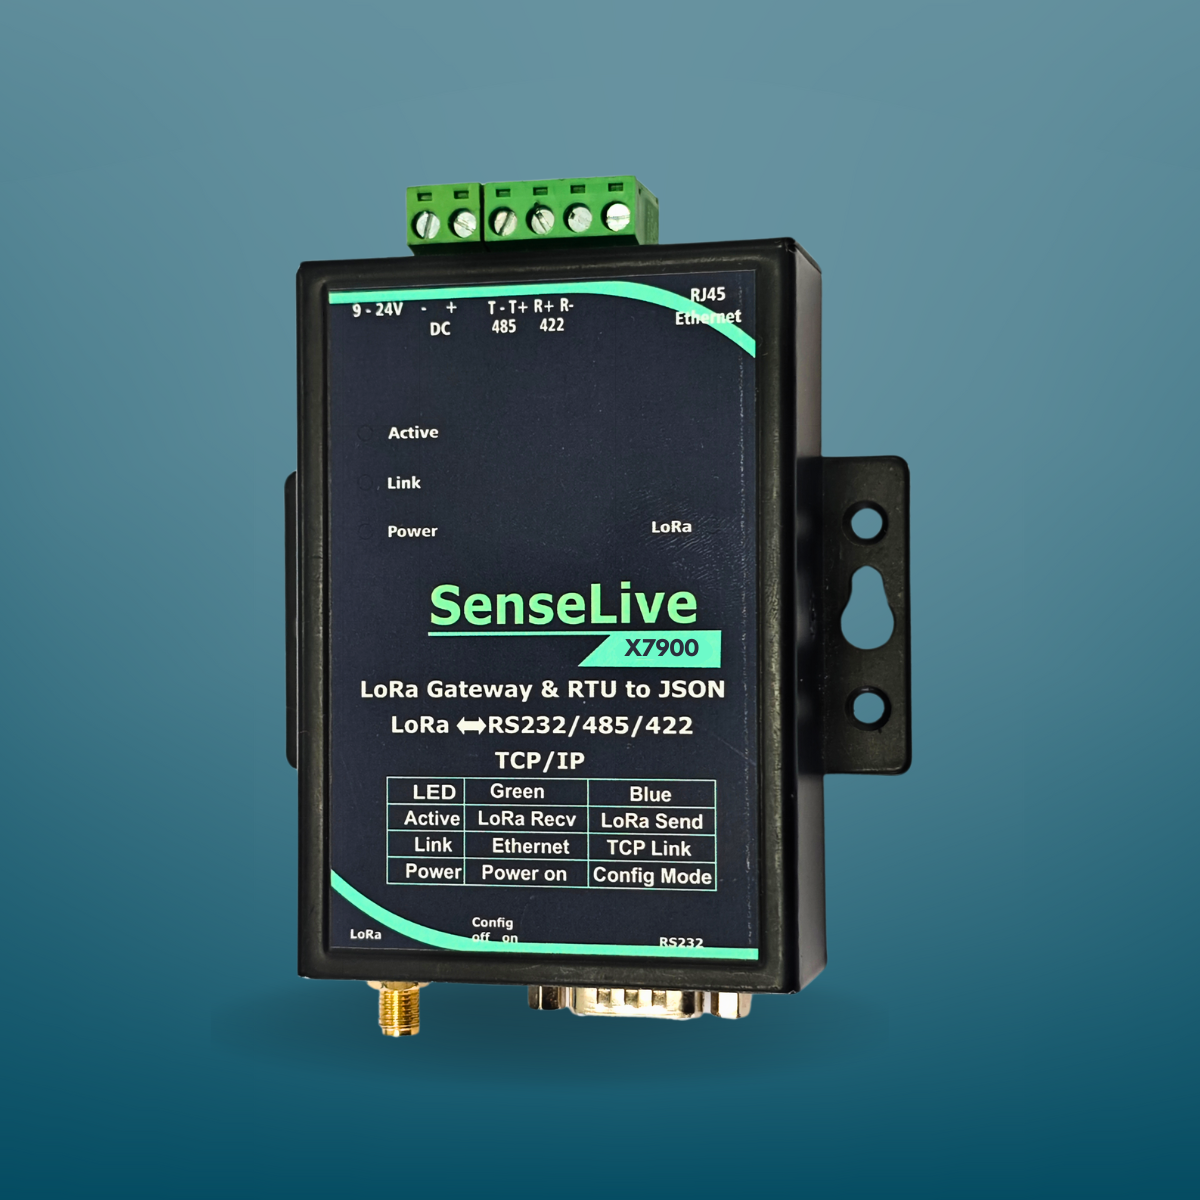 9 - 24V - + T - T+ R+ R- RJ45
DC 485 422 Ethernet
Active
Link
Power
LoRa
SenseLive
X7900
LoRa Gateway & RTU to JSON
LoRa ⬌RS232/485/422
TCP/IP
LED Green Blue
Active LoRa Recv LoRa Send
Link Ethernet TCP Link
Power Power on Config Mode
Config
LoRa off on RS232